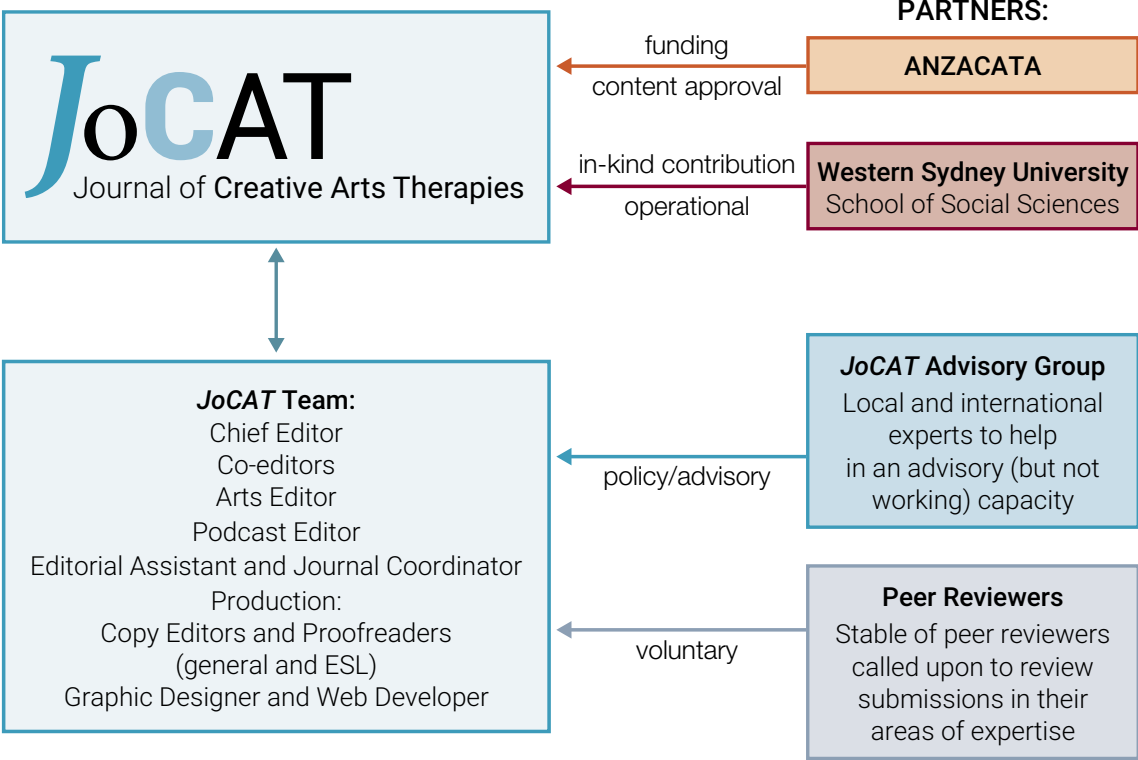 JoCAT
Journal of Creative Arts Therapies
PARTNERS:
funding
content approval
ANZACATA
in-kind contribution
operational
Western Sydney University
School of Social Sciences
JoCAT Team:
Chief Editor
Co-editors
Arts Editor
Podcast Editor
Editorial Assistant and Journal Coordinator
Production:
Copy Editors and Proofreaders
(general and ESL)
Graphic Designer and Web Developer
policy/advisory
JoCAT Advisory Group
Local and international
experts to help
in an advisory (but not
working) capacity
voluntary
Peer Reviewers
Stable of peer reviewers
called upon to review
submissions in their
areas of expertise